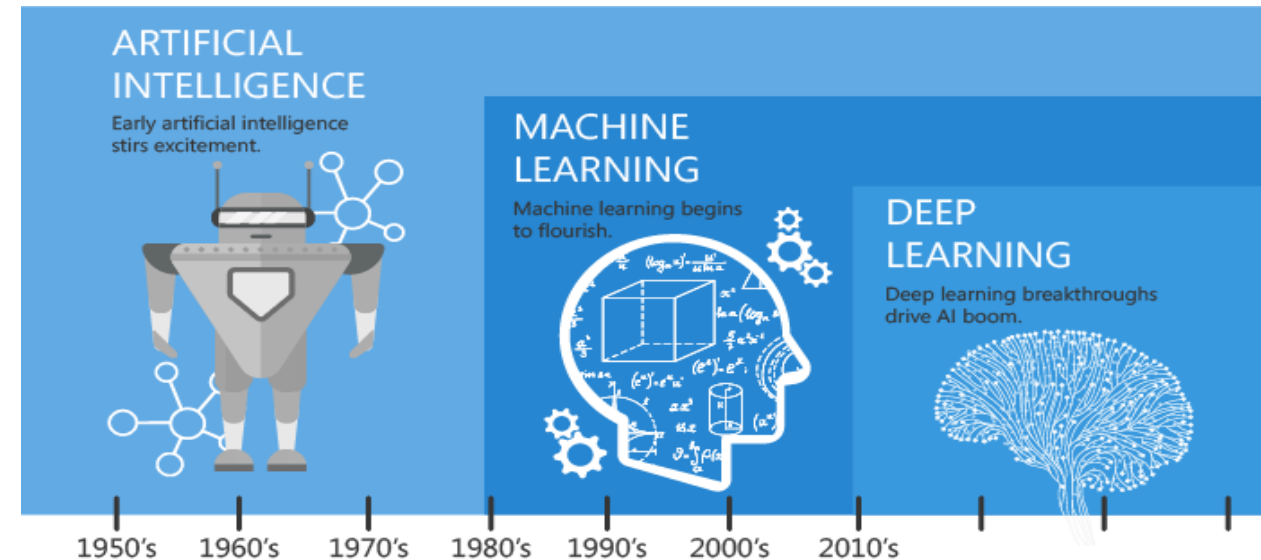 ARTIFICIAL
INTELLIGENCE
Early artificial intelligence
stirs excitement.
MACHINE
LEARNING
Machine learning begins
to flourish.
DEEP
LEARNING
Deep learning breakthroughs
drive AI boom.
1950's 1960's 1970's 1980's 1990's 2000's 2010's